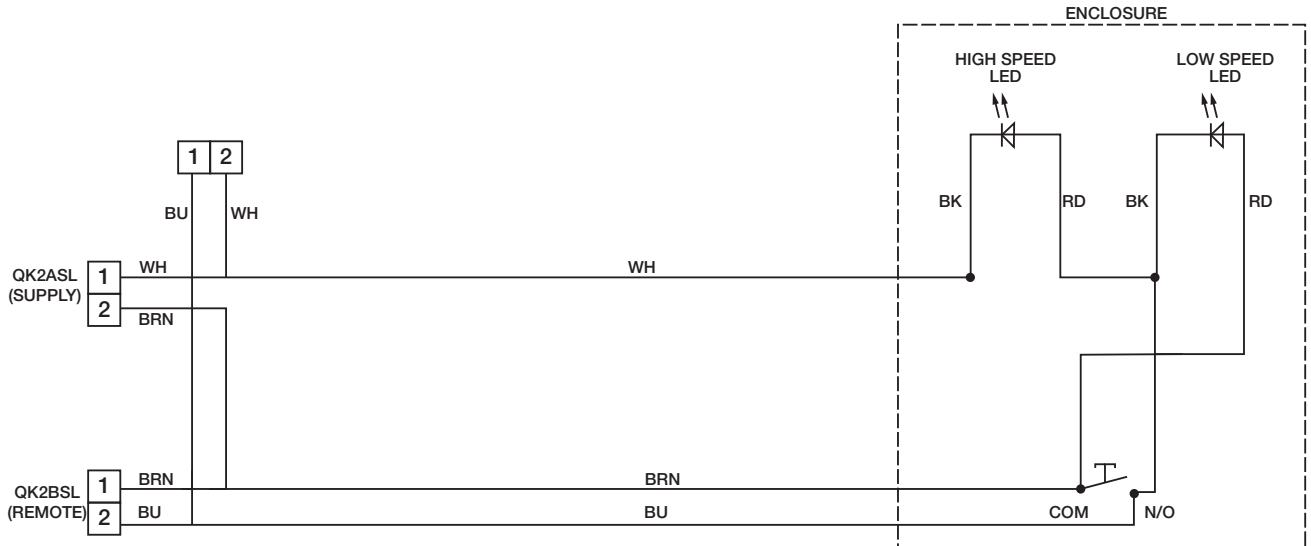 ENCLOSURE
HIGH SPEED
LED
LOW SPEED
LED
1 2
BK
RD
BK
RD
BU
WH
QK2ASL
(SUPPLY)
1
2
WH
WH
BRN
QK2BSL
(REMOTE)
1
2
BRN
BRN
BU
BU
COM
N/O